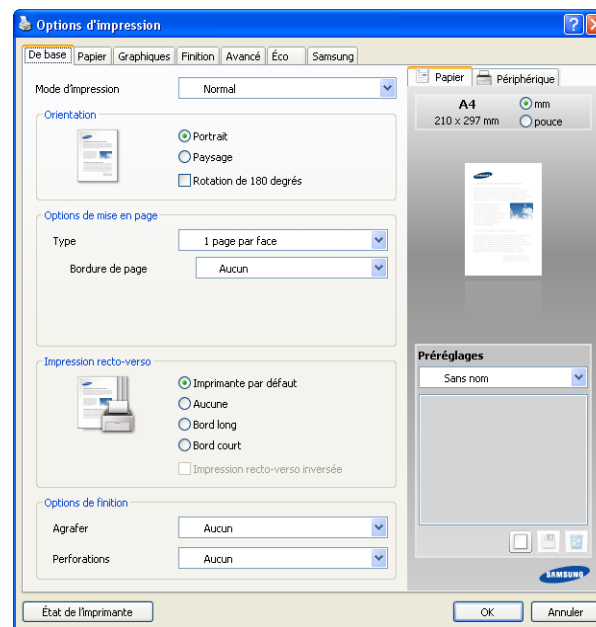 Options d'impression
De base Papier Graphiques Finition Avancé Éco Samsung
Mode d'impression Normal
Orientation
Portrait
Paysage
Rotation de 180 degrés
Options de mise en page
Type 1 page par face
Bordure de page Aucun
Impression recto-verso
Imprimante par défaut
Aucune
Bord long
Bord court
Impression recto-verso inversée
Options de finition
Agrafer Aucun
Perforations Aucun
Papier Périphérique
A4 mm
210 x 297 mm pouce
Préréglages
Sans nom
SAMSUNG
État de l'imprimante OK Annuler